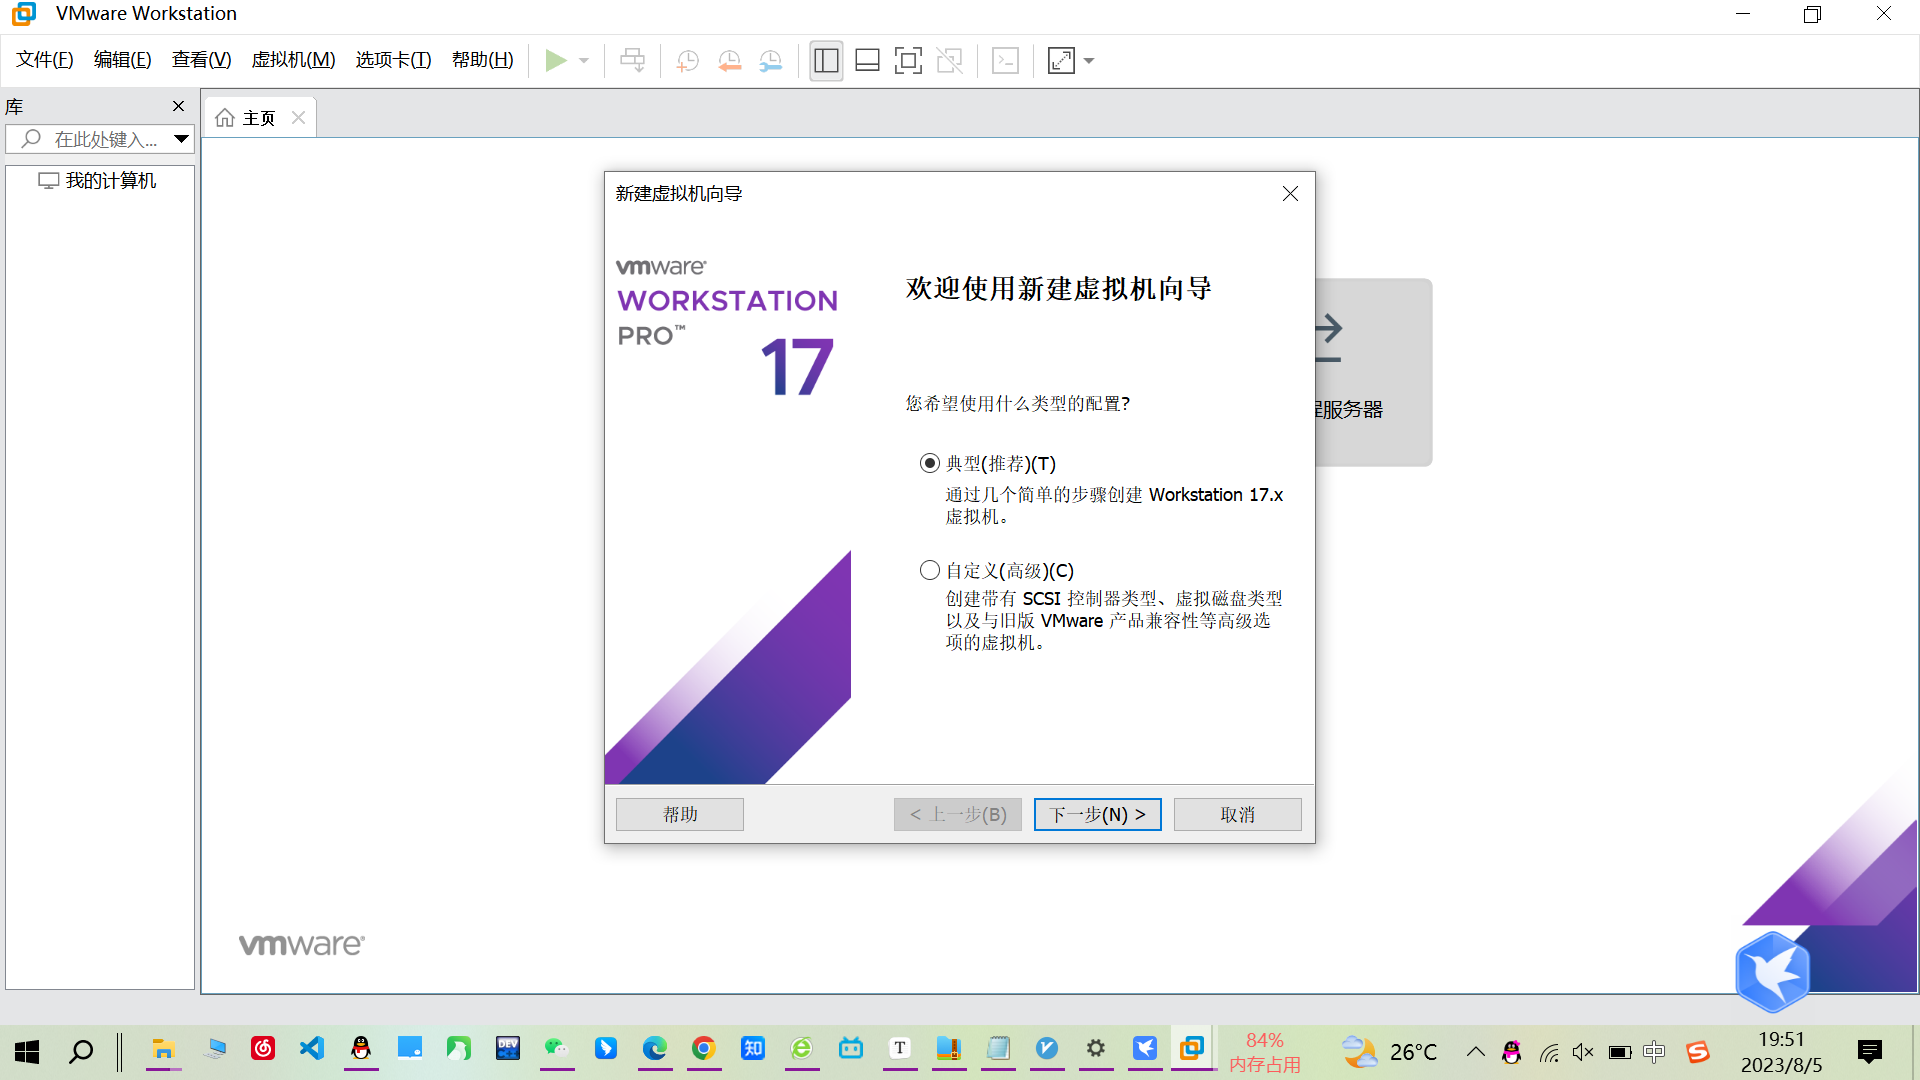 VMware Workstation
文件(F) 编辑(E) 查看(V) 虚拟机(M) 选项卡(T) 帮助(H)
库
在此处键入...
我的计算机
主页
新建虚拟机向导
vmware
WORKSTATION
PRO™
17
欢迎使用新建虚拟机向导
您希望使用什么类型的配置?
典型(推荐)(T)
通过几个简单的步骤创建 Workstation 17.x
虚拟机。
自定义(高级)(C)
创建带有 SCSI 控制器类型、虚拟磁盘类型
以及与旧版 VMware 产品兼容性等高级选
项的虚拟机。
服务器
帮助
< 上一步(B)
下一步(N) >
取消
vmware
DEV
知
T
84%
内存占用
26°C
中
S
19:51
2023/8/5